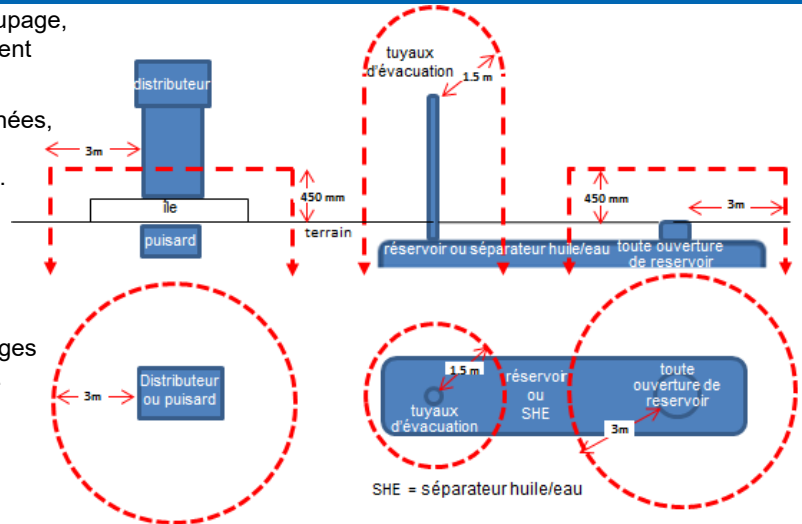 upage,
ent
nées,
.
ges
distributeur
3m
450 mm
île
puisard
terrain
tuyaux
d'évacuation
1.5 m
réservoir ou séparateur huile/eau
450 mm
3m
toute ouverture
de reservoir
3m
Distributeur
ou puisard
1.5 m
tuyaux
d'évacuation
réservoir
ou
SHE
toute
ouverture de
reservoir
3m
SHE = séparateur huile/eau